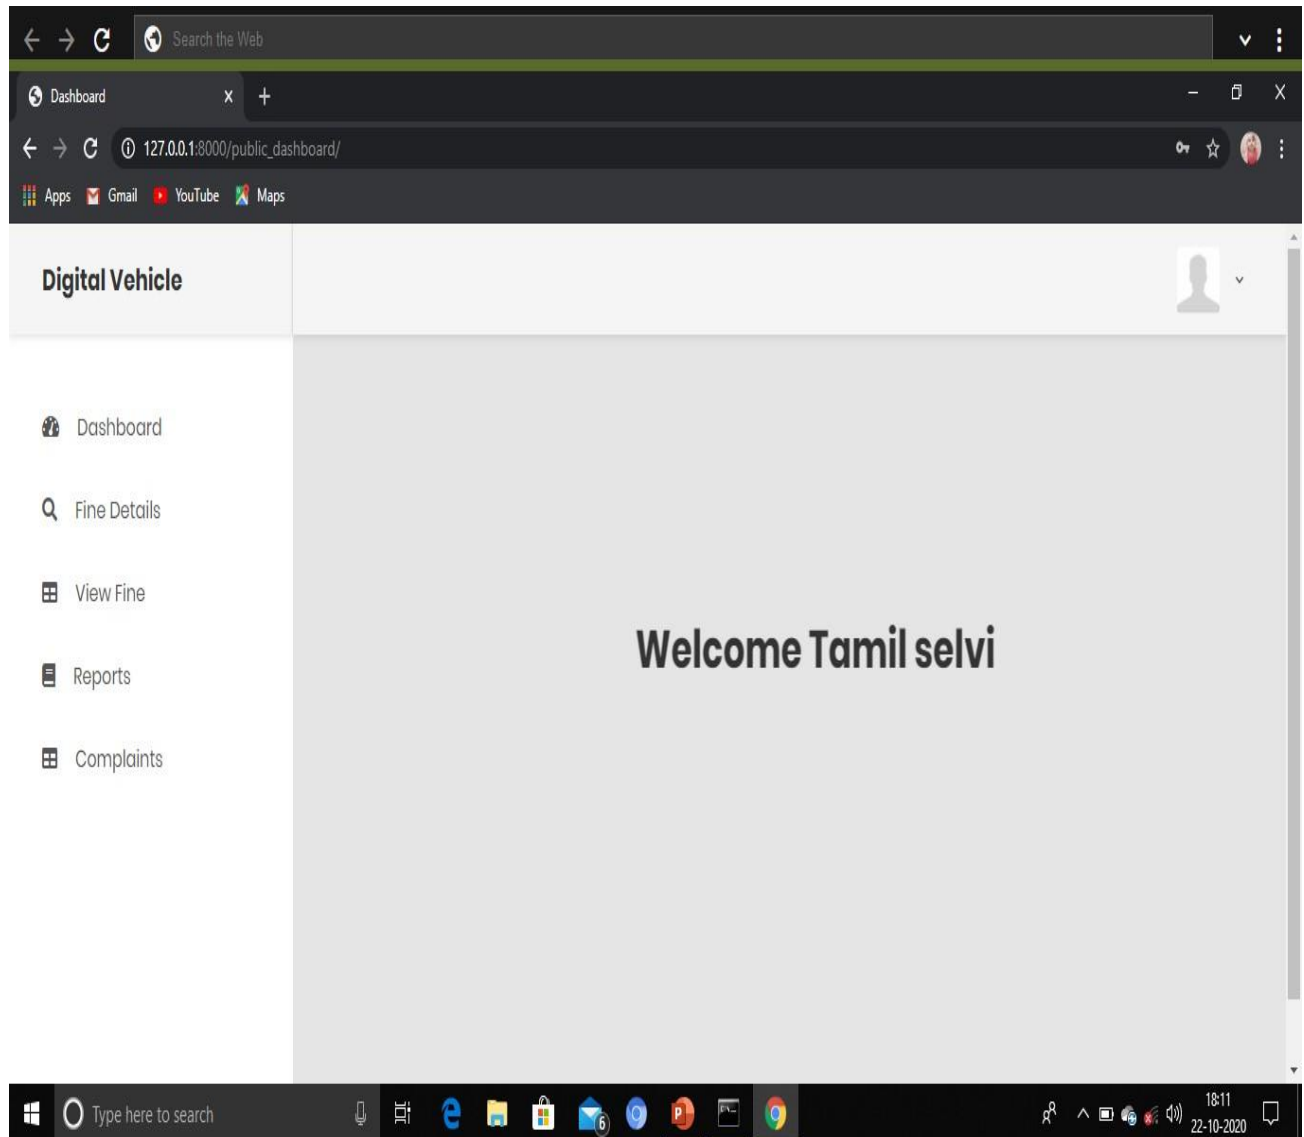 Search the Web
Dashboard
127.0.0.1:8000/public_dashboard/
Apps Gmail YouTube Maps
Digital Vehicle
Dashboard
Fine Details
View Fine
Welcome Tamil selvi
Reports
Complaints
Type here to search
6
18:11
22-10-2020